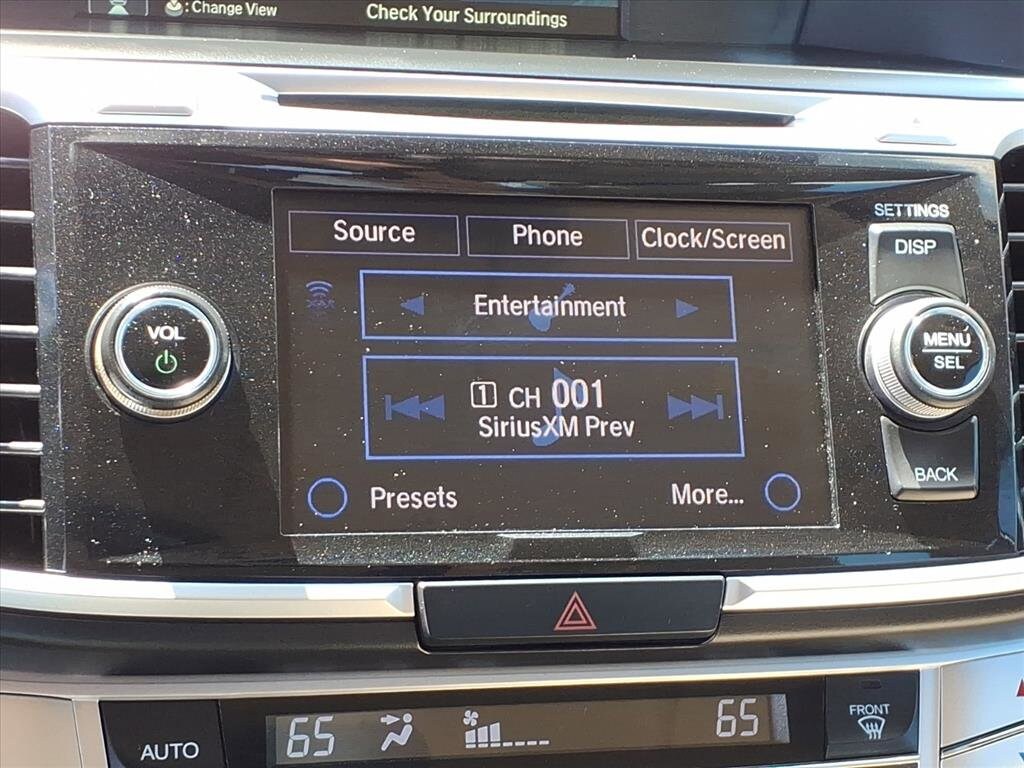 : Change View
Check Your Surroundings
SETTINGS
DISP
Source
Phone
Clock/Screen
Entertainment
VOL
MENU
SEL
1 CH 001
SiriusXM Prev
BACK
Presets
More...
65
65
FRONT
AUTO